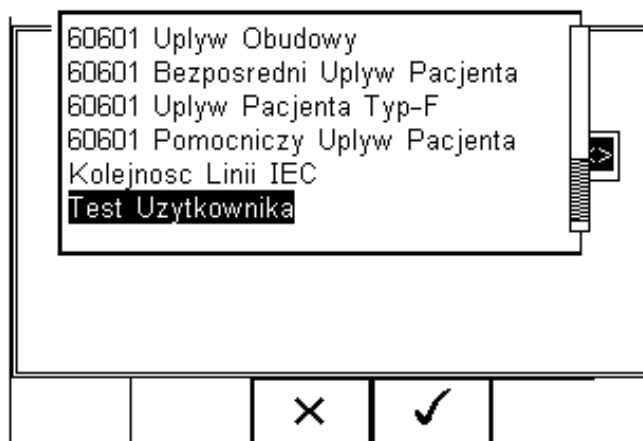 60601 Uplyw Obudowy
60601 Bezposredni Uplyw Pacjenta
60601 Uplyw Pacjenta Typ-F
60601 Pomocniczy Uplyw Pacjenta
Kolejnosc Linii IEC
Test Uzytkownika